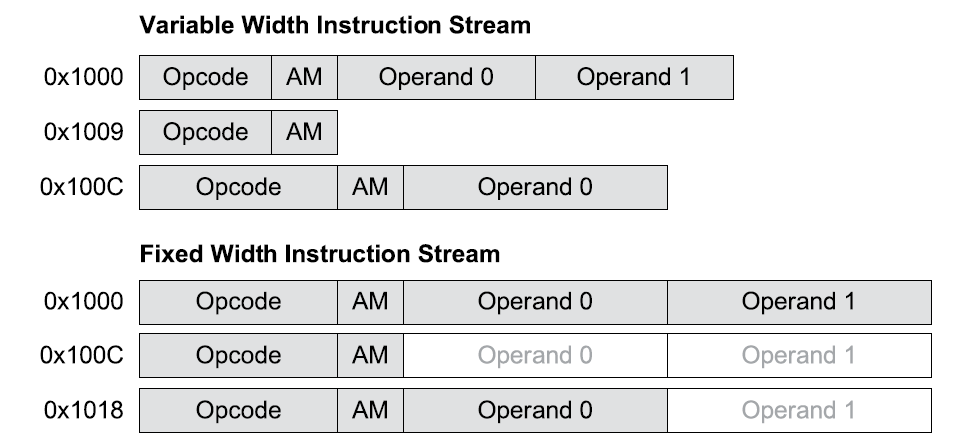 Variable Width Instruction Stream
0x1000 Opcode AM Operand 0 Operand 1
0x1009 Opcode AM
0x100C Opcode AM Operand 0
Fixed Width Instruction Stream
0x1000 Opcode AM Operand 0 Operand 1
0x100C Opcode AM Operand 0 Operand 1
0x1018 Opcode AM Operand 0 Operand 1